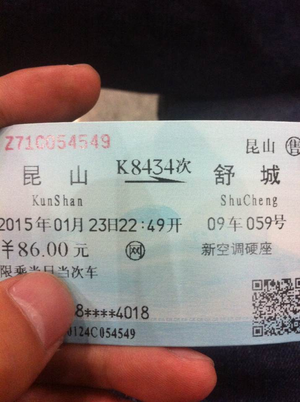 Z71C054549 昆山 售
昆山 K8434次 舒城
KunShan ShuCheng
2015年01月23日22:49开 09车059号
￥86.00元 网 新空调硬座
限乘当日当次车
8****4018
0124C054549